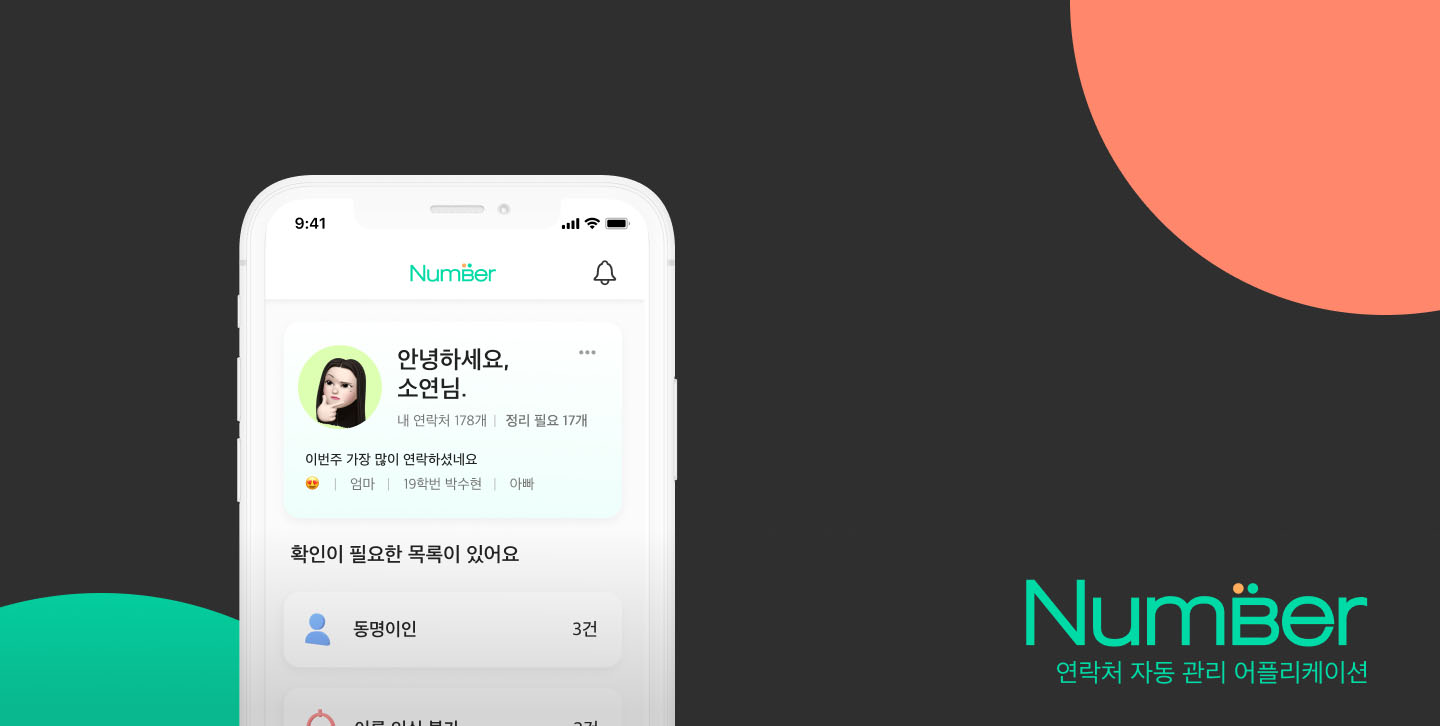 9:41
NumBer
안녕하세요,
소연님.
내 연락처 178개 | 정리 필요 17개
이번주 가장 많이 연락하셨네요
😍 | 엄마 | 19학번 박수현 | 아빠
확인이 필요한 목록이 있어요
동명이인 3건
NumBer
연락처 자동 관리 어플리케이션